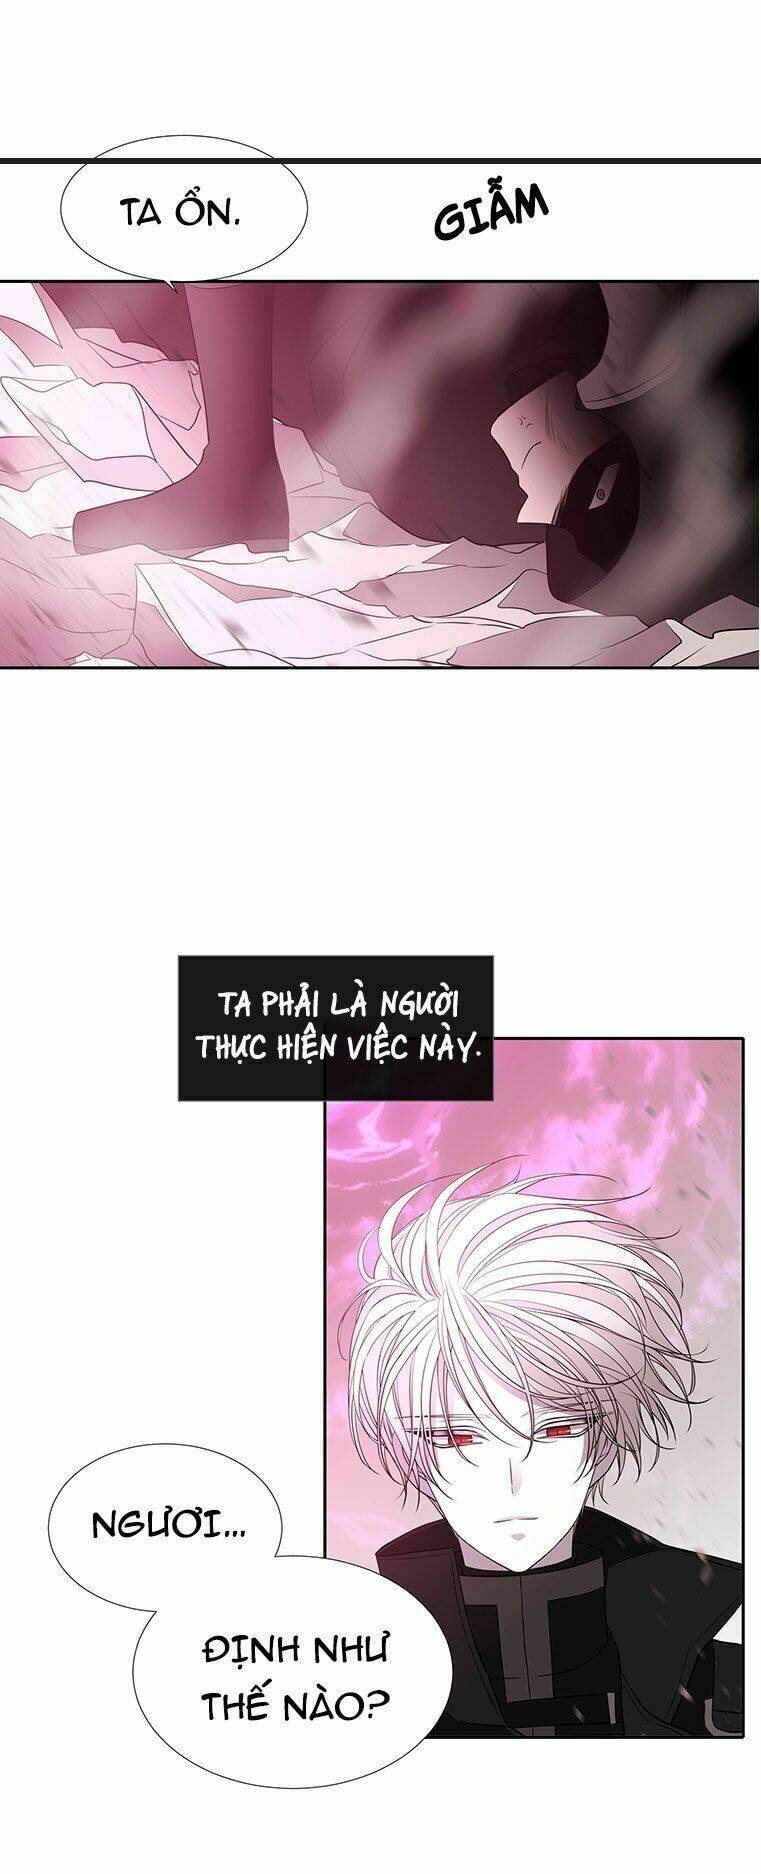 TA ỔN.
GIẪM
TA PHẢI LÀ NGƯỜI
THỰC HIỆN VIỆC NÀY.
NGƯƠI...
ĐỊNH NHƯ
THẾ NÀO?